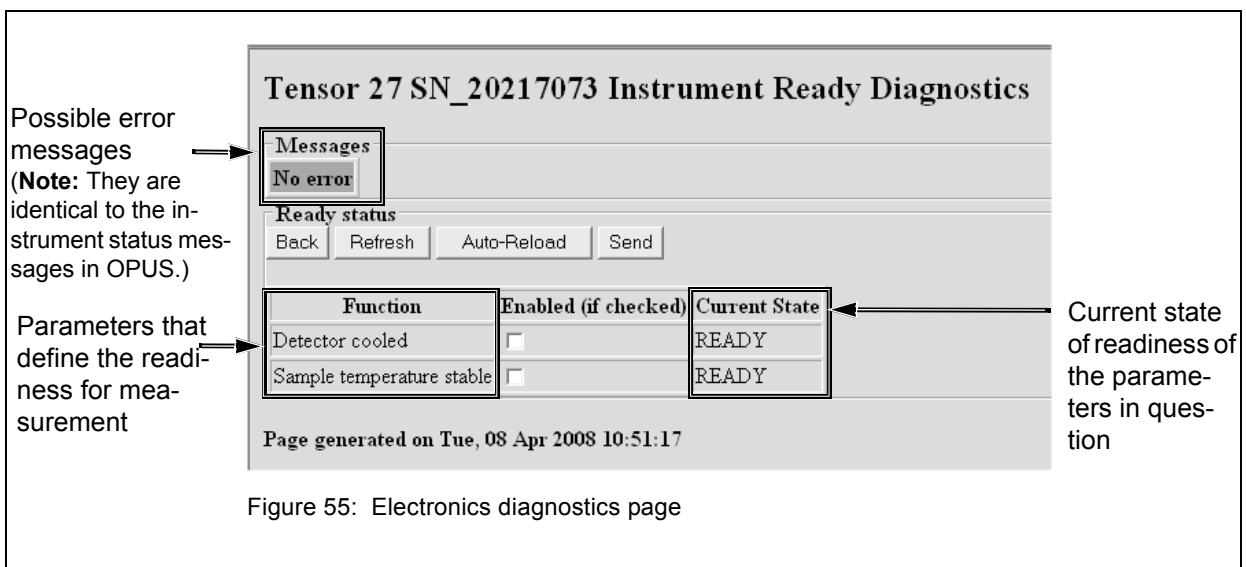 Tensor 27 SN_20217073 Instrument Ready Diagnostics
Possible error
messages
(Note: They are
identical to the in-
strument status mes-
sages in OPUS.)
Messages
No error
Ready status
Back Refresh Auto-Reload Send
Parameters that
define the readi-
ness for mea-
surement
Function Enabled (if checked) Current State
Detector cooled READY
Sample temperature stable READY
Current state
of readiness of
the parame-
ters in ques-
tion
Page generated on Tue, 08 Apr 2008 10:51:17
Figure 55: Electronics diagnostics page